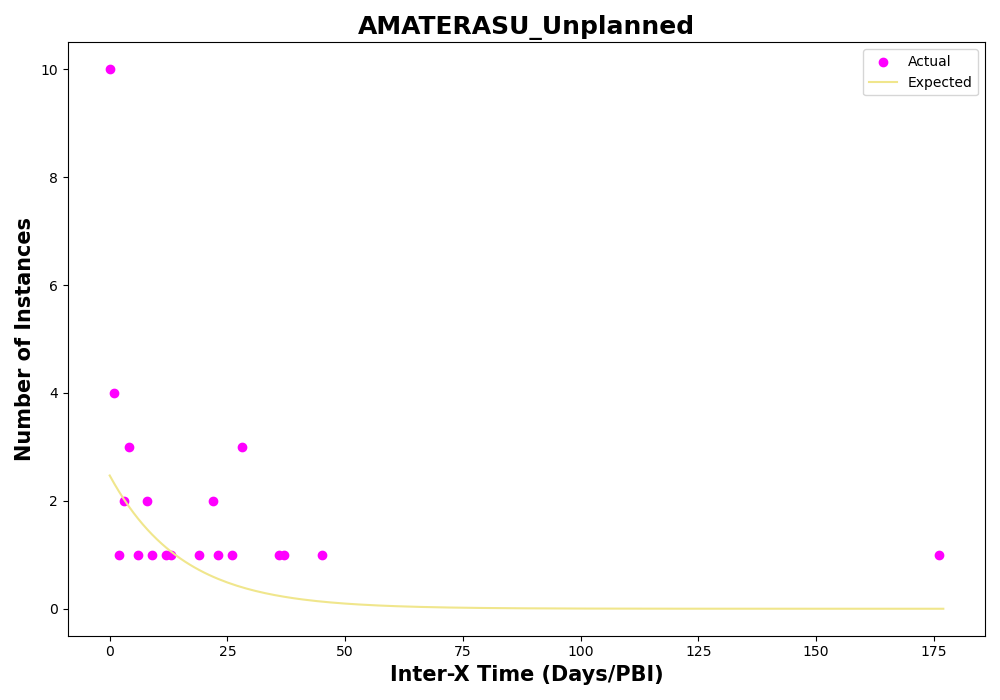 AMATERASU_Unplanned
Actual
Expected
Number of Instances
10
8
6
4
2
0
0
25
50
75
100
125
150
175
Inter-X Time (Days/PBI)